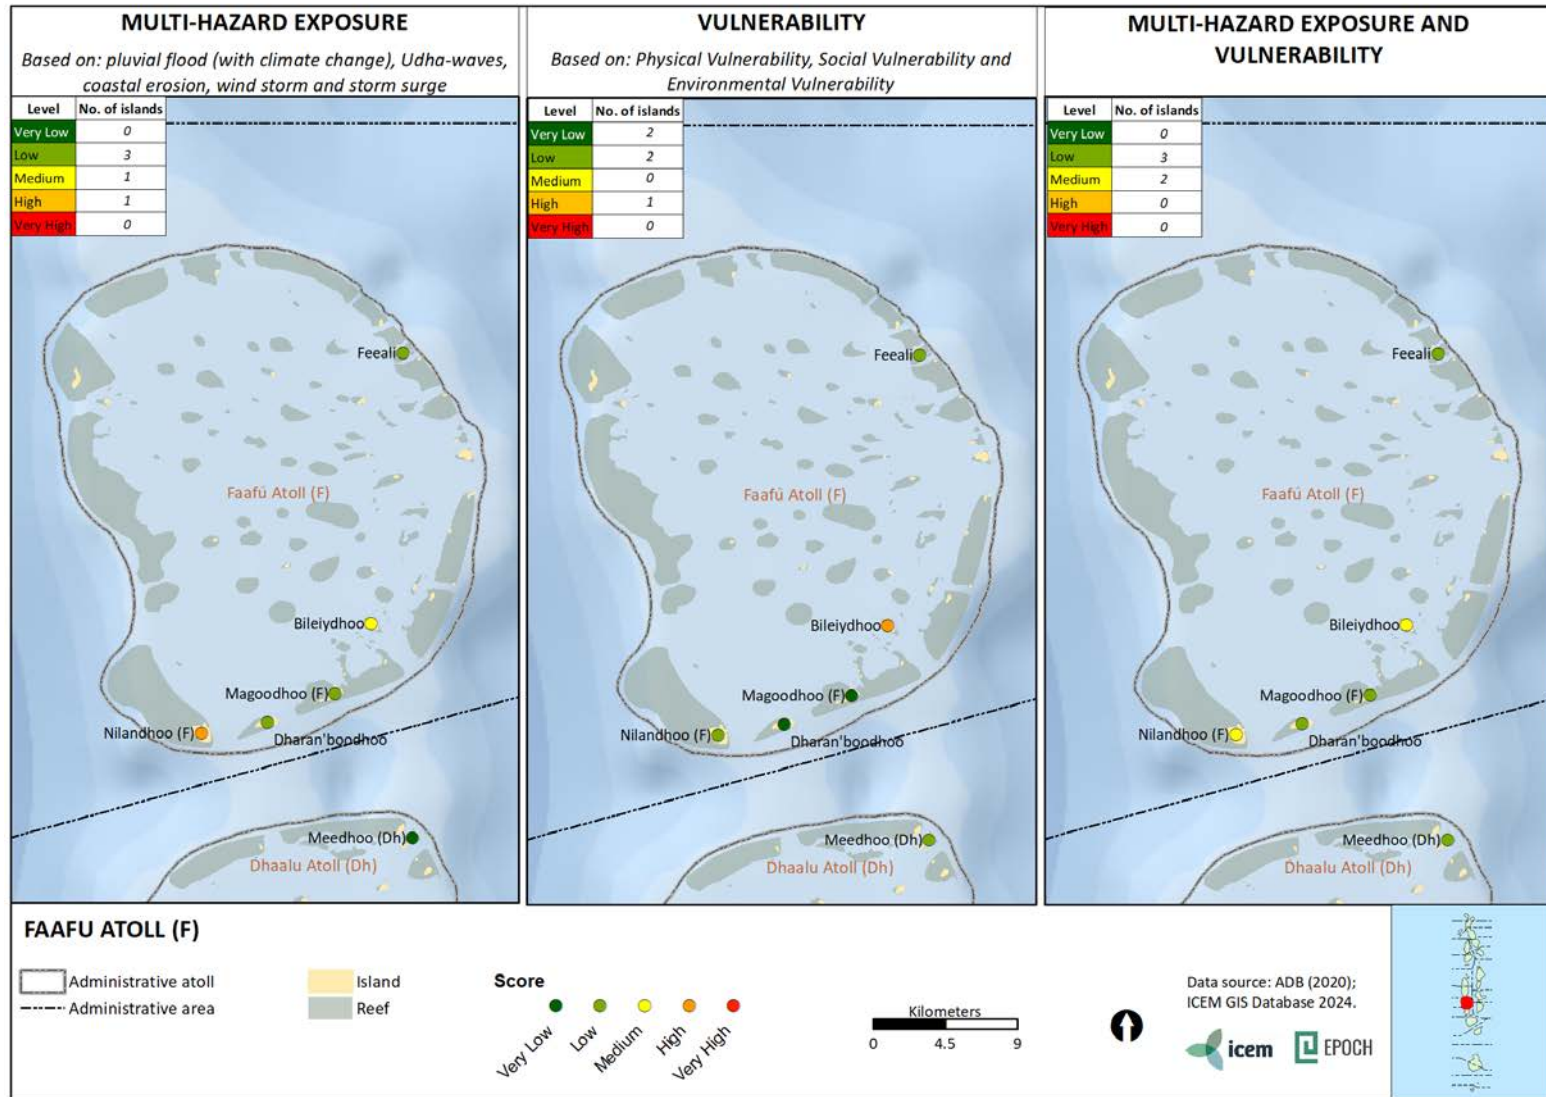 MULTI-HAZARD EXPOSURE
Based on: pluvial flood (with climate change), Udha-waves,
coastal erosion, wind storm and storm surge
Level No. of islands
Very Low 0
Low 3
Medium 1
High 1
Very High 0
Feeali
Faafu Atoll (F)
Bileiydhoo
Magoodhoo (F)
Nilandhoo (F)
Dharan'boodhoo
Meedhoo (Dh)
Dhaalu Atoll (Dh)
VULNERABILITY
Based on: Physical Vulnerability, Social Vulnerability and
Environmental Vulnerability
Level No. of islands
Very Low 2
Low 2
Medium 0
High 1
Very High 0
Feeali
Faafu Atoll (F)
Bileiydhoo
Magoodhoo (F)
Nilandhoo (F)
Dharan'boodhoo
Meedhoo (Dh)
Dhaalu Atoll (Dh)
MULTI-HAZARD EXPOSURE AND
VULNERABILITY
Level No. of islands
Very Low 0
Low 3
Medium 2
High 0
Very High 0
Feeali
Faafu Atoll (F)
Bileiydhoo
Magoodhoo (F)
Nilandhoo (F)
Dharan'boodhoo
Meedhoo (Dh)
Dhaalu Atoll (Dh)
FAAFU ATOLL (F)
Administrative atoll
Administrative area
Island
Reef
Score
Very Low
Low
Medium
High
Very High
Kilometers
0 4.5 9
Data source: ADB (2020);
ICEM GIS Database 2024.
icem
EPOCH